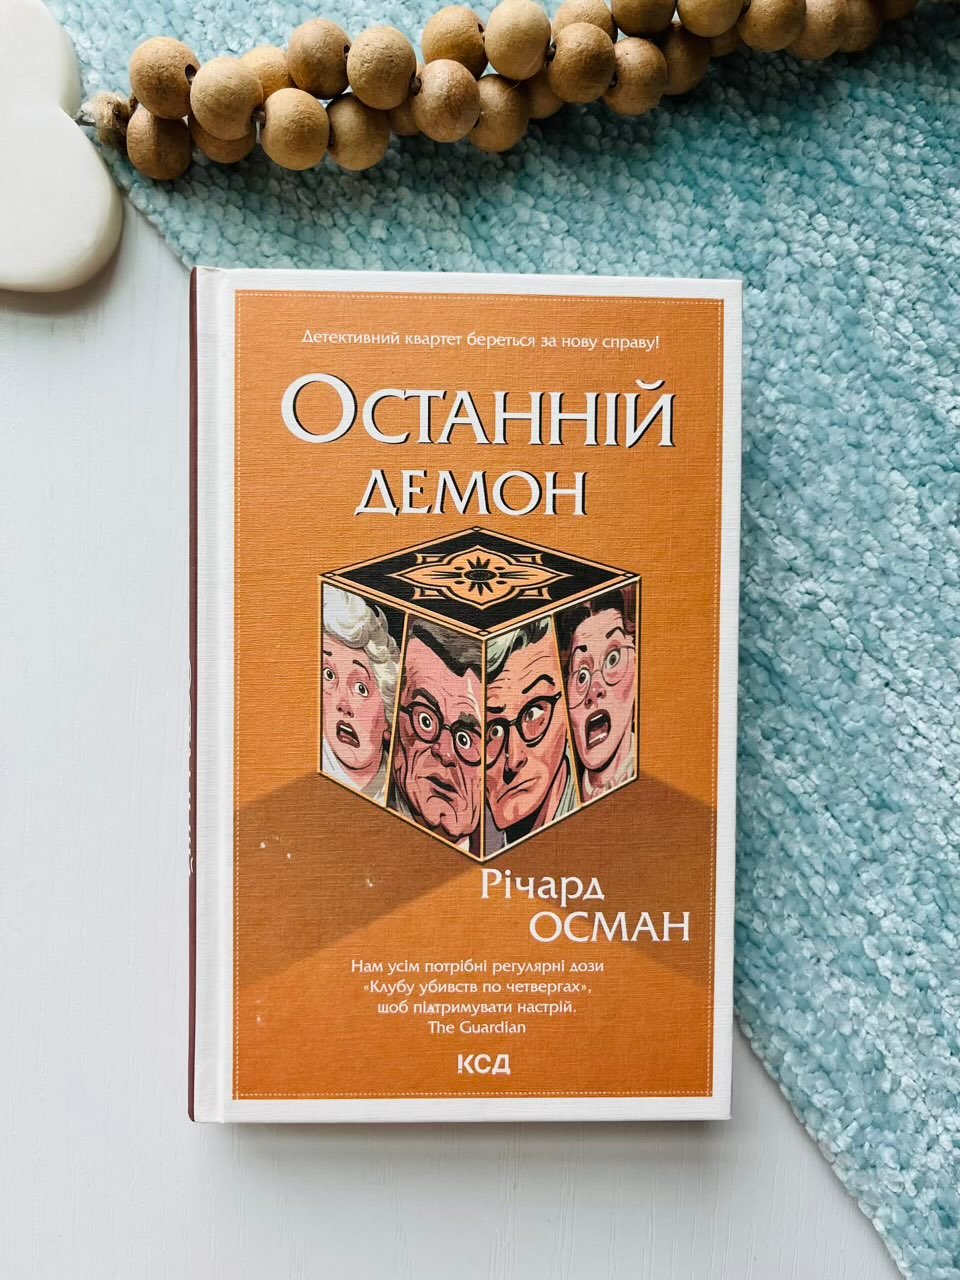 Детективний квартет береться за нову справу!
ОСТАННІЙ
ДЕМОН
Річард
ОСМАН
Нам усім потрібні регулярні дози
«Клубу убивств по четвергах»,
щоб підтримувати настрій.
The Guardian
КСД